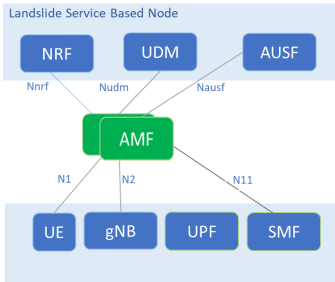 Landslide Service Based Node
NRF
UDM
AUSF
Nnrf
Nudm
Nausf
AMF
N1
N2
N11
UE
gNB
UPF
SMF